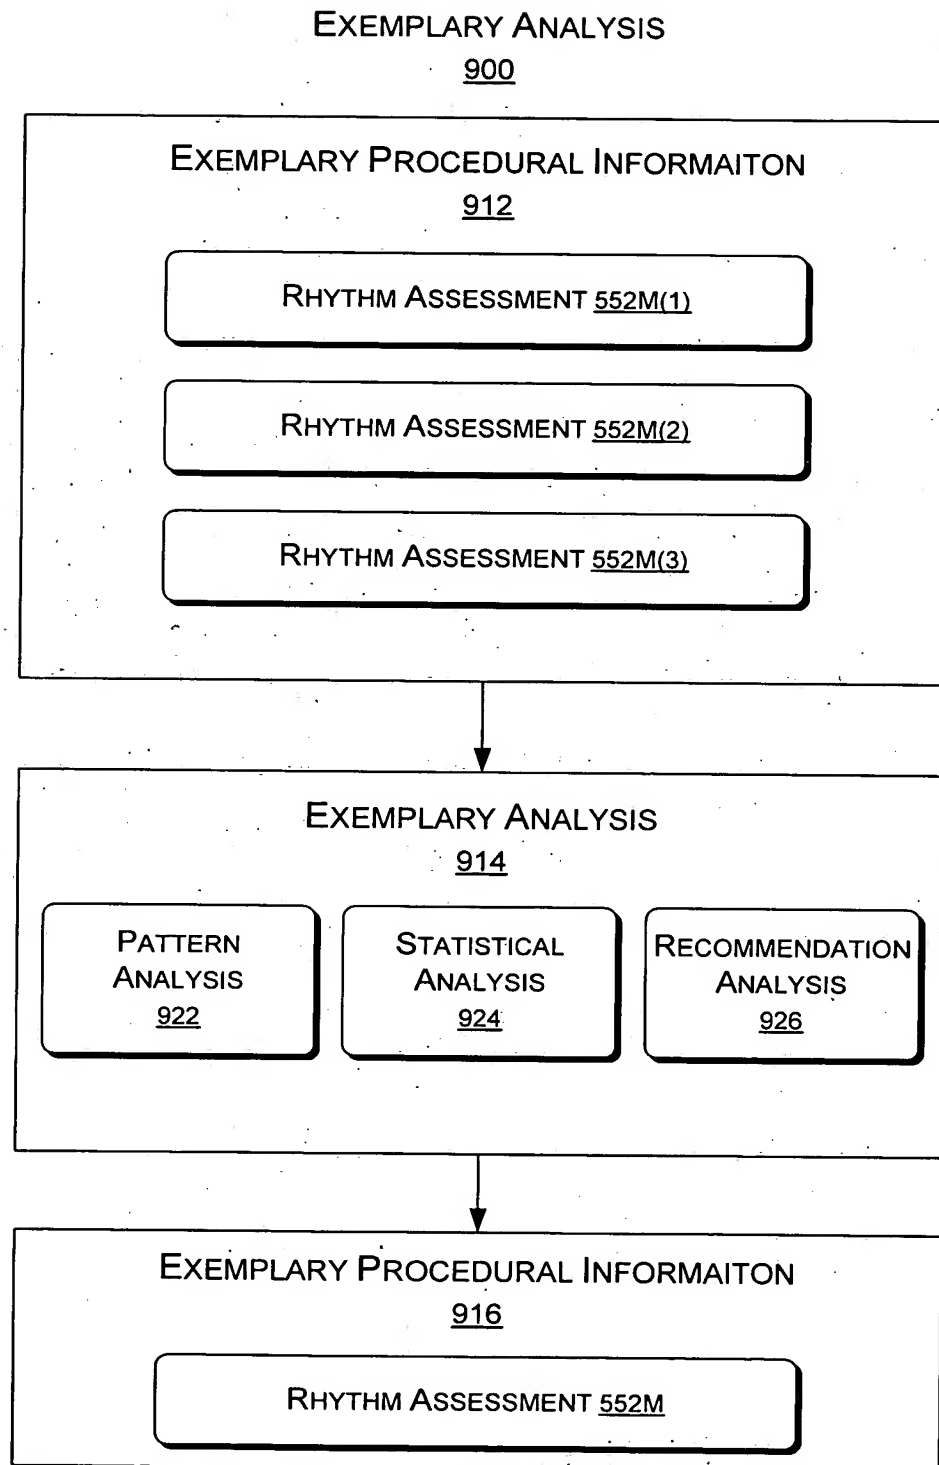 EXEMPLARY ANALYSIS
900
EXEMPLARY PROCEDURAL INFORMAITON
912
RHYTHM ASSESSMENT 552M(1)
RHYTHM ASSESSMENT 552M(2)
RHYTHM ASSESSMENT 552M(3)
EXEMPLARY ANALYSIS
914
PATTERN
ANALYSIS
922
STATISTICAL
ANALYSIS
924
RECOMMENDATION
ANALYSIS
926
EXEMPLARY PROCEDURAL INFORMAITON
916
RHYTHM ASSESSMENT 552M